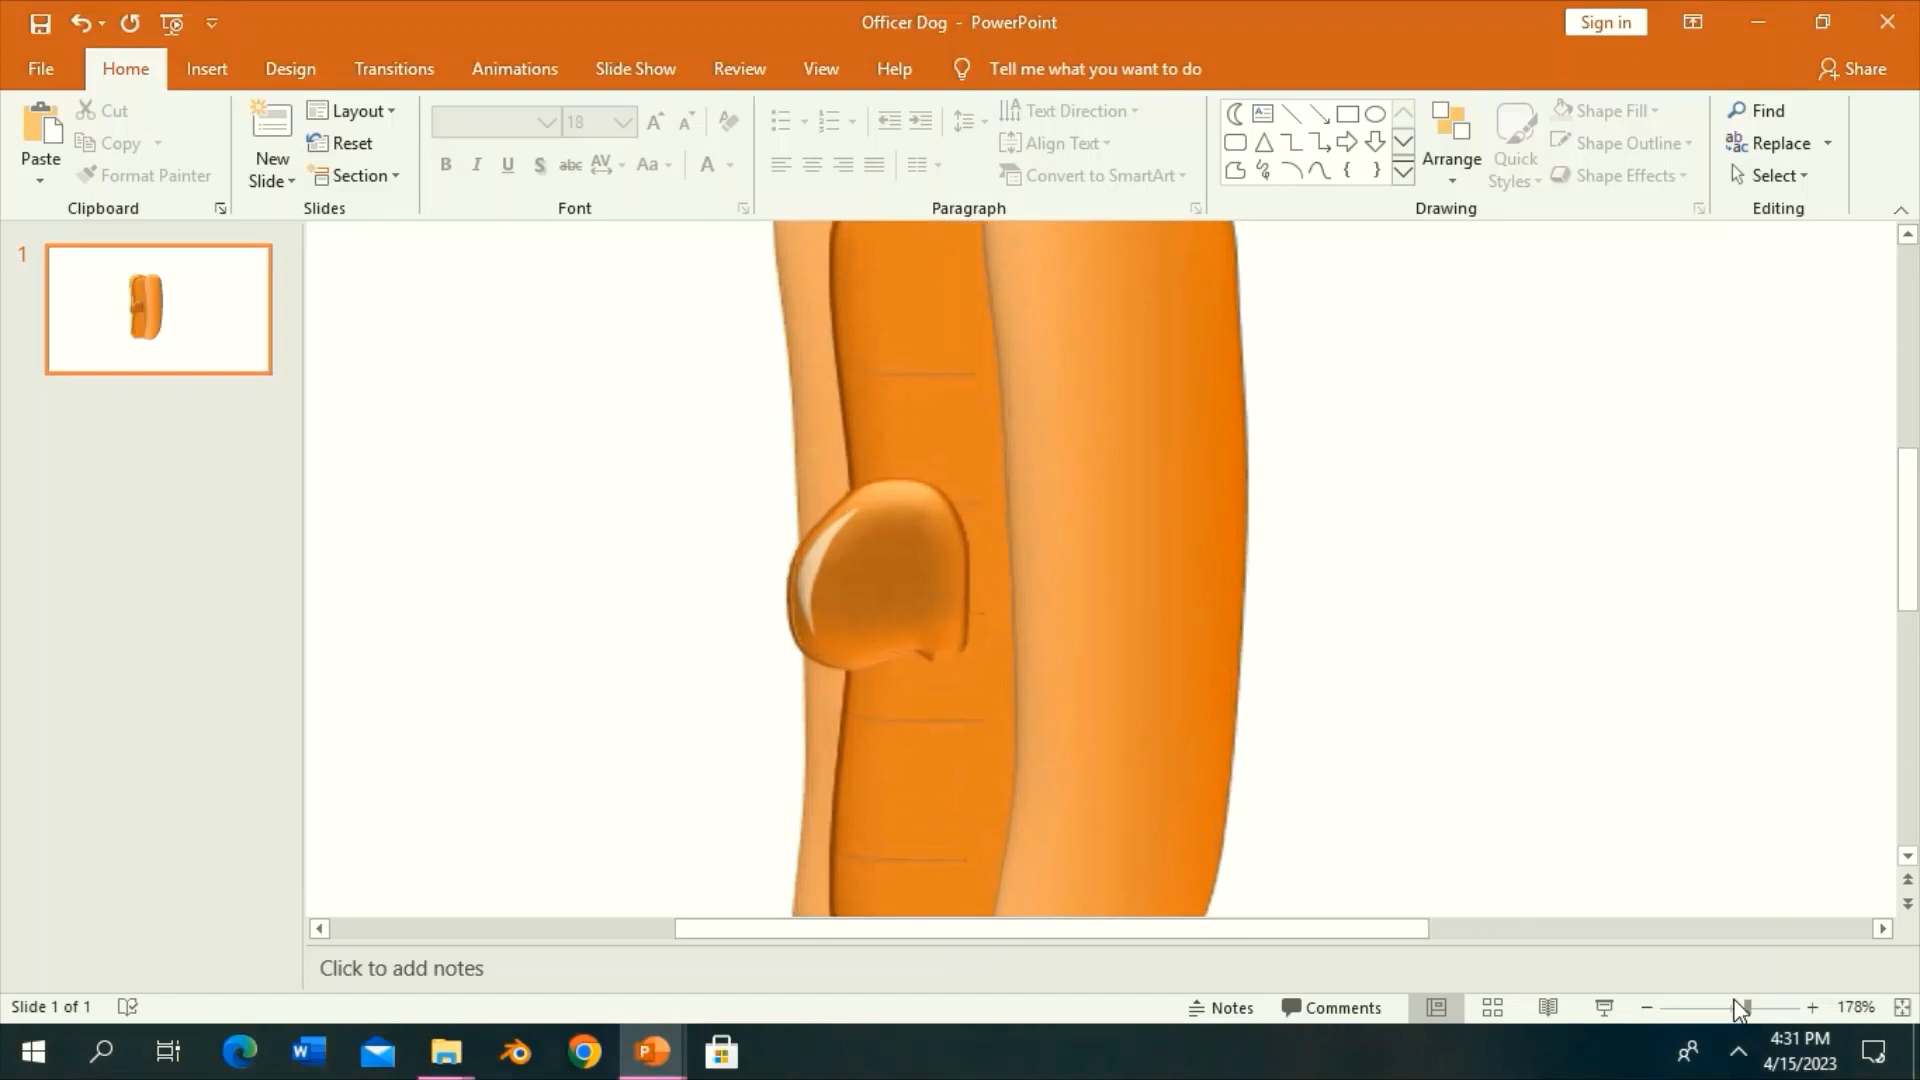 Officer Dog - PowerPoint
Sign in
File Home Insert Design Transitions Animations Slide Show Review View Help Tell me what you want to do Share
Paste
Cut
Copy
Format Painter
Clipboard
New Slide
Layout
Reset
Section
Slides
18
B I U S abc AV Aa A
Font
Text Direction
Align Text
Convert to SmartArt
Paragraph
Arrange
Quick Styles
Shape Fill
Shape Outline
Shape Effects
Drawing
Find
Replace
Select
Editing
1
Click to add notes
Slide 1 of 1
Notes Comments 178%
4:31 PM
4/15/2023